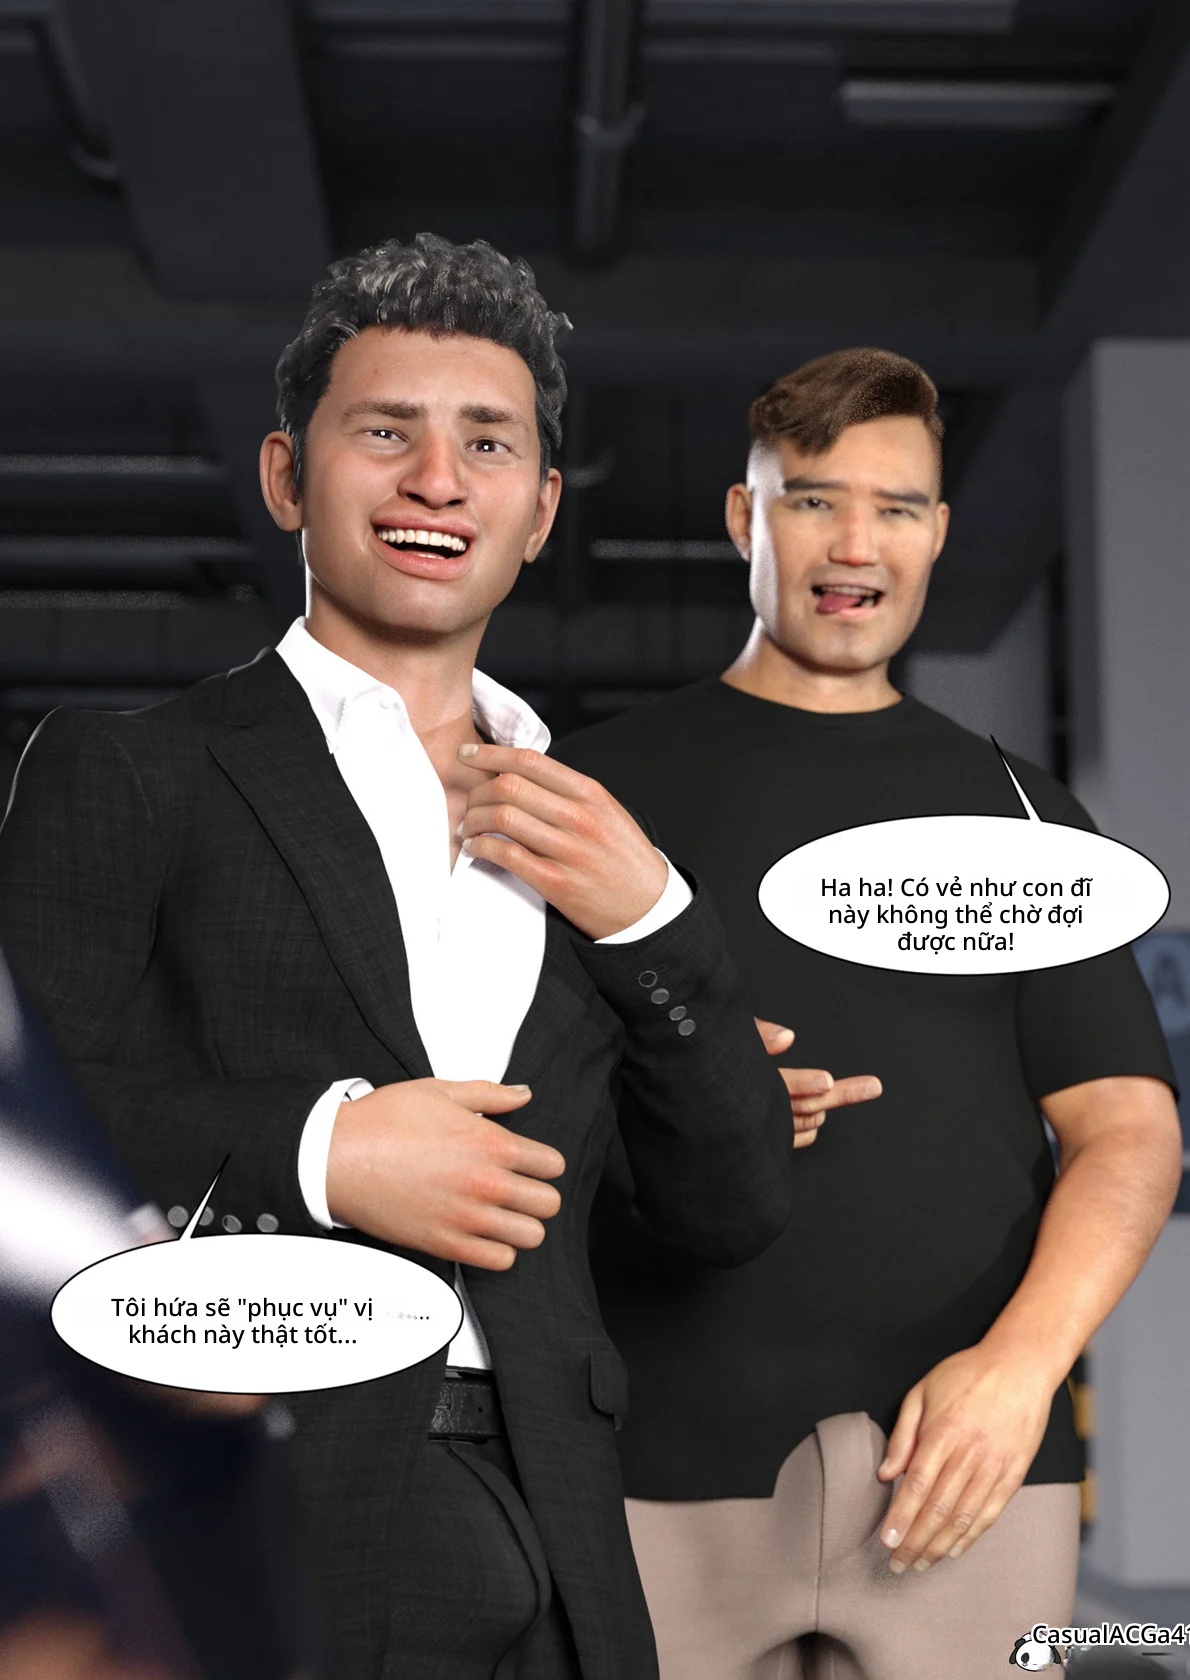 Ha ha! Có vẻ như con đĩ
này không thể chờ đợi
được nữa!
Tôi hứa sẽ "phục vụ" vị
khách này thật tốt...
CasualACGa41